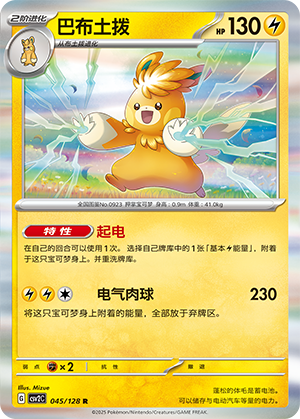 2阶进化
巴布土拨
HP 130
从布土拨进化
全国图鉴No.0923 押掌宝可梦 身高:0.9m 体重:41.0kg
特性 起电
在自己的回合可以使用1次。选择自己牌库中的1张「基本能量」,附着
于这只宝可梦身上。并重洗牌库。
电气肉球 230
将这只宝可梦身上附着的能量,全部放于弃牌区。
弱点 ×2 抗性 撤退
Illus. Mizue
G CSV2C 045/128 R
蓬松的体毛是蓄电池。
可以储存与电动汽车等量的电力。
©2025 Pokémon/Nintendo/Creatures/GAME FREAK.